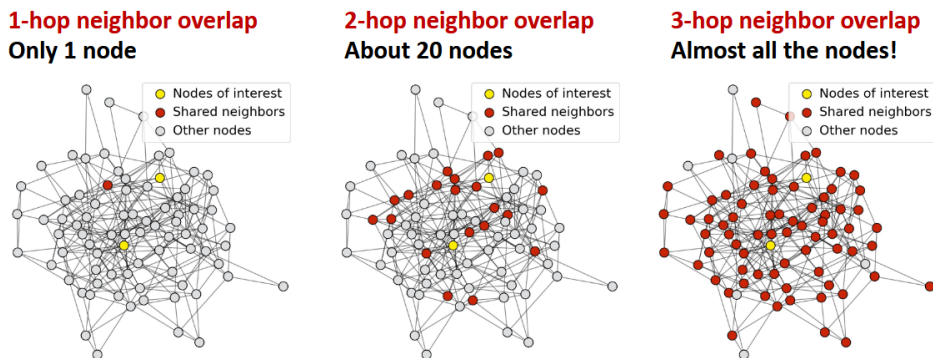 1-hop neighbor overlap
Only 1 node
Nodes of interest
Shared neighbors
Other nodes
2-hop neighbor overlap
About 20 nodes
Nodes of interest
Shared neighbors
Other nodes
3-hop neighbor overlap
Almost all the nodes!
Nodes of interest
Shared neighbors
Other nodes